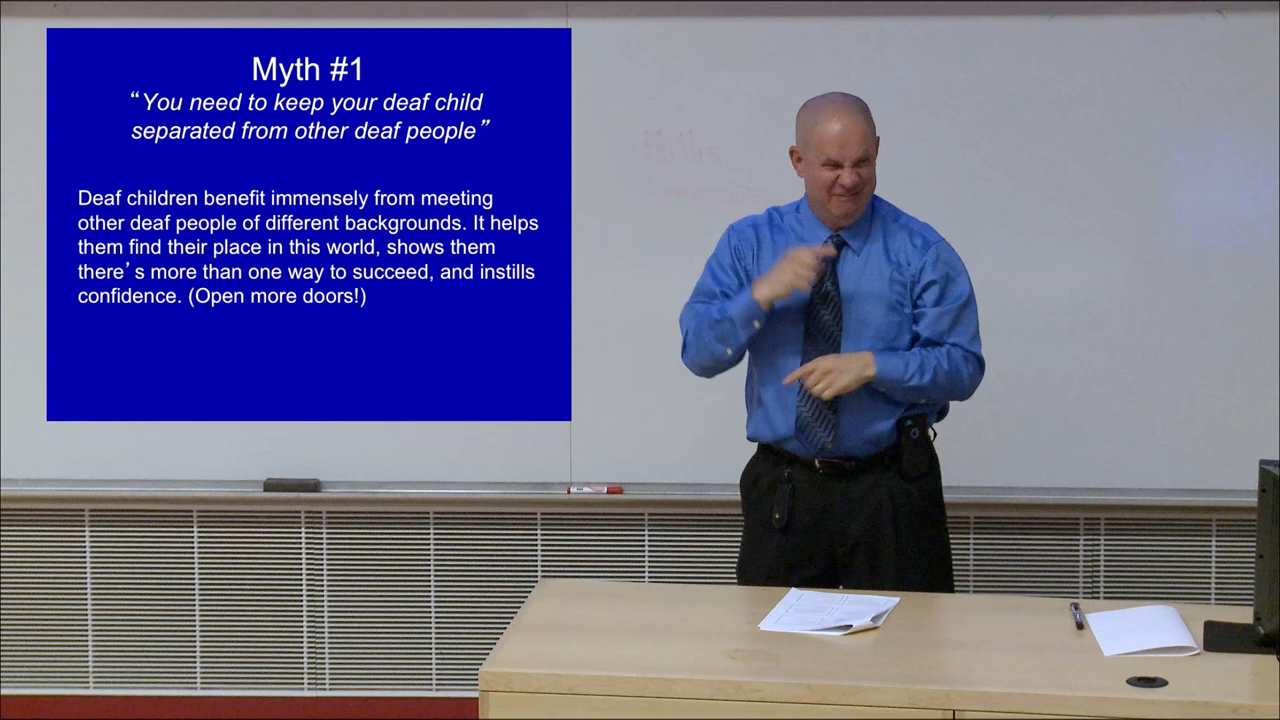 Myth #1
“You need to keep your deaf child
separated from other deaf people”
Deaf children benefit immensely from meeting
other deaf people of different backgrounds. It helps
them find their place in this world, shows them
there’s more than one way to succeed, and instills
confidence. (Open more doors!)